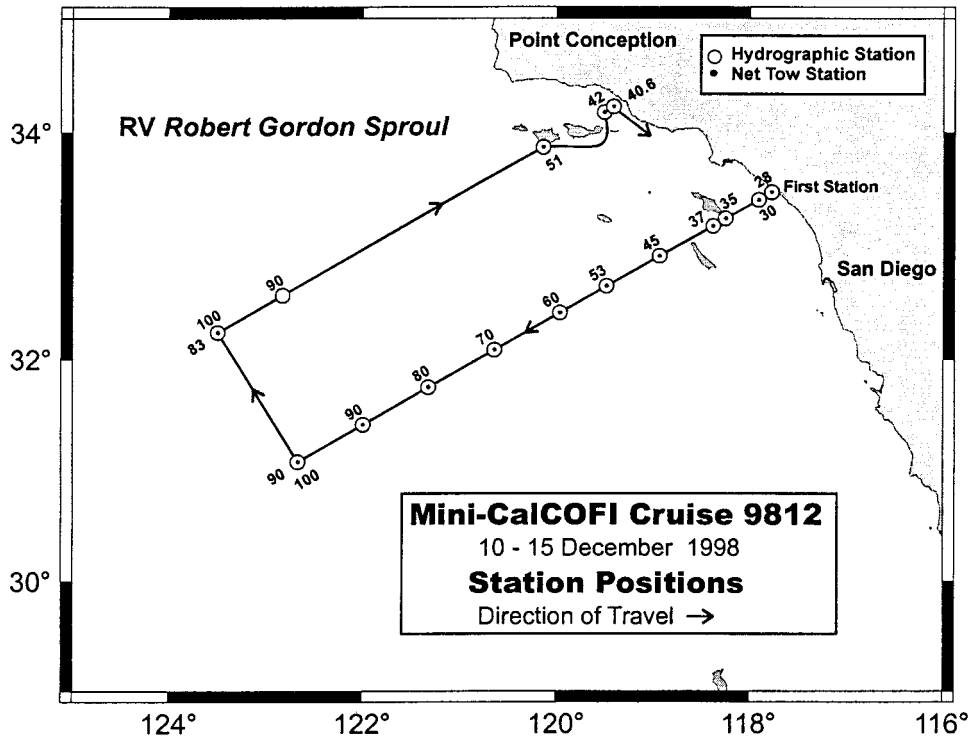 Point Conception
Hydrographic Station
Net Tow Station
RV Robert Gordon Sproul
42
40.6
51
28
First Station
30
35
37
45
San Diego
53
60
70
80
90
90
100
100
83
90
34°
32°
30°
Mini-CalCOFI Cruise 9812
10 - 15 December 1998
Station Positions
Direction of Travel →
124°
122°
120°
118°
116°